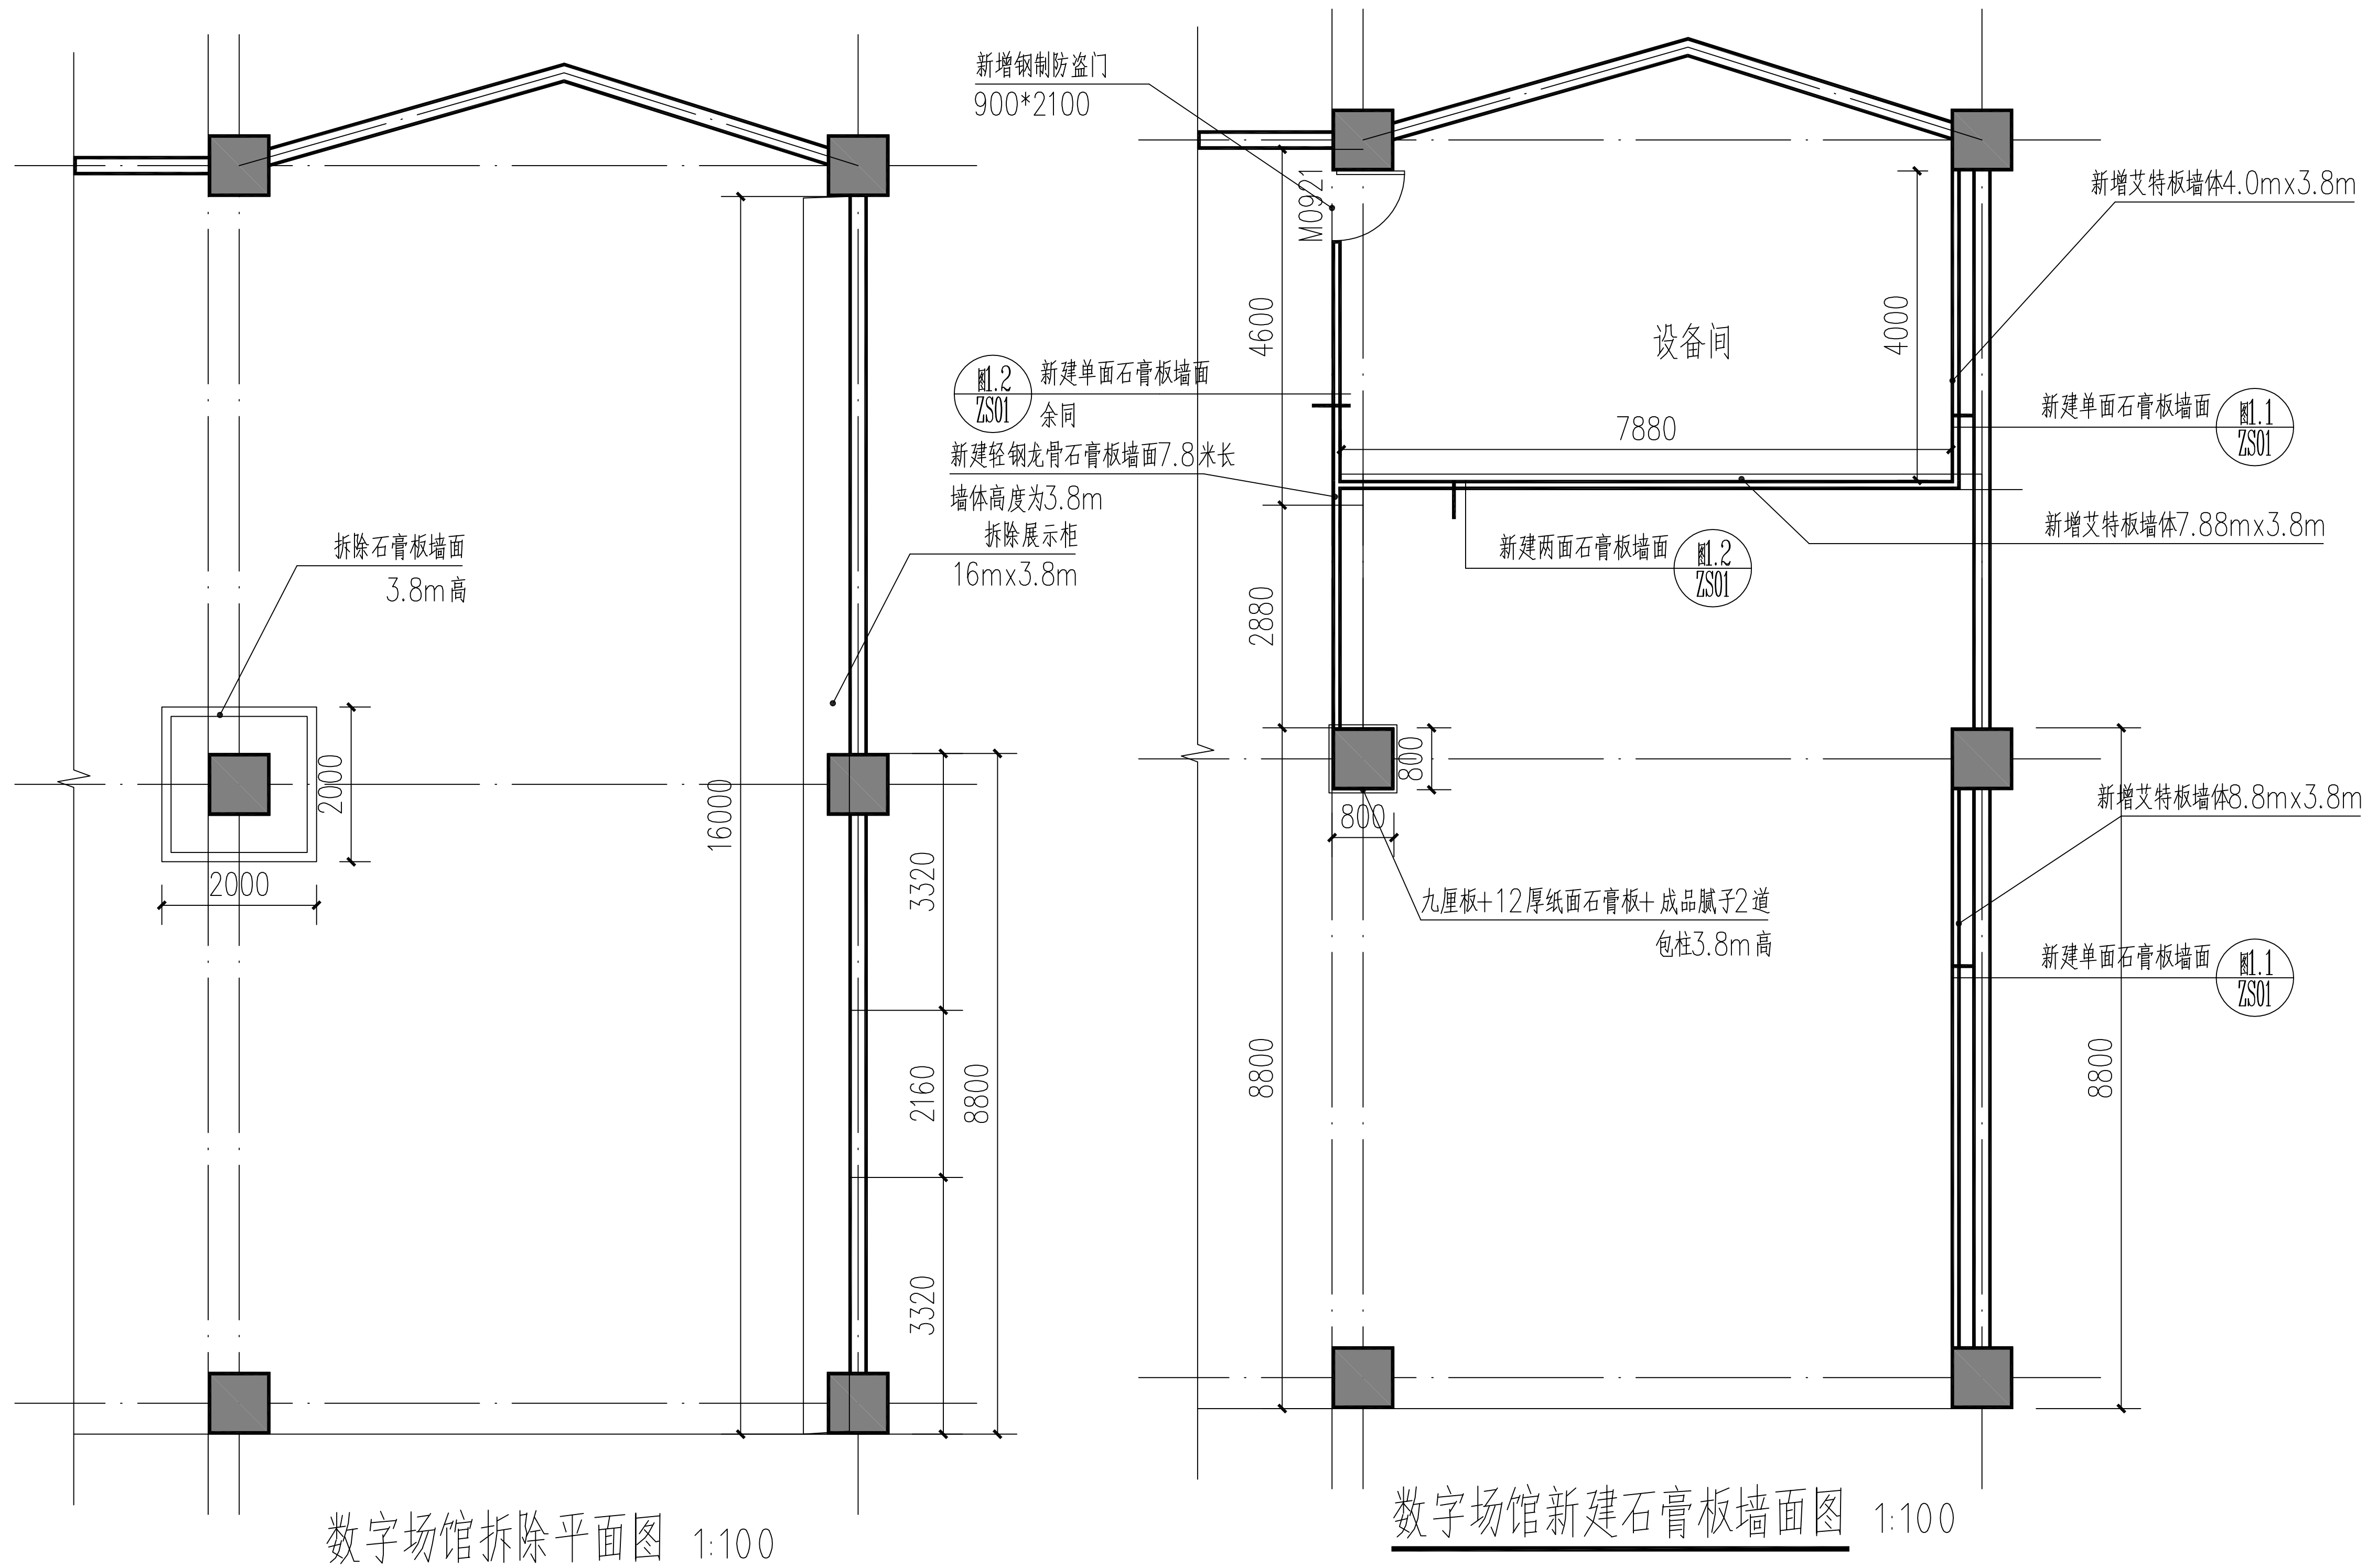 拆除石膏板墙面
3.8m高
2000
2000
16000
拆除展示柜
16mx3.8m
3320
2160
3320
8800
数字场馆拆除平面图 1:100
新增钢制防盗门
900*2100
M0921
4600
图1.2
ZS01
新建单面石膏板墙面
余同
新建轻钢龙骨石膏板墙面7.8米长
墙体高度为3.8m
2880
8800
设备间
7880
4000
新增艾特板墙体4.0mx3.8m
新建单面石膏板墙面
图1.1
ZS01
新增艾特板墙体7.88mx3.8m
新建两面石膏板墙面
图1.2
ZS01
800
800
九厘板+12厚纸面石膏板+成品腻子2道
包柱3.8m高
新增艾特板墙体8.8mx3.8m
新建单面石膏板墙面
图1.1
ZS01
8800
数字场馆新建石膏板墙面图 1:100